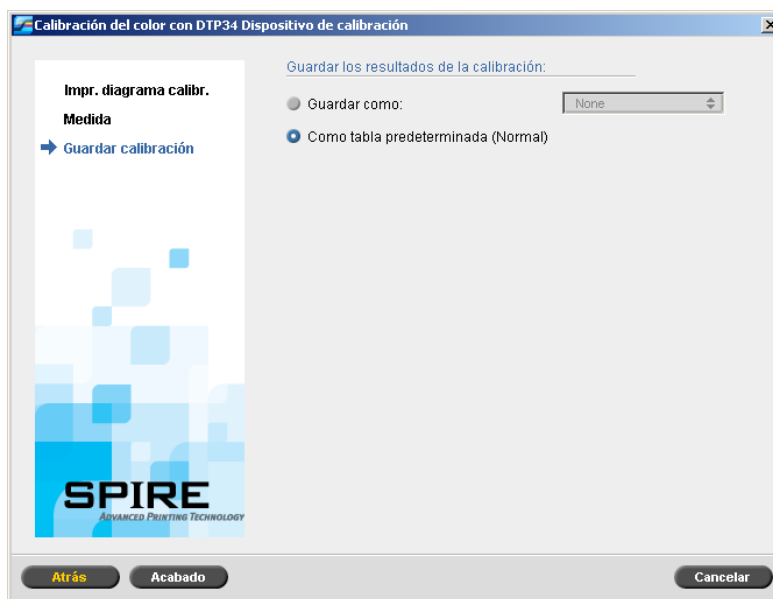 Calibración del color con DTP34 Dispositivo de calibración
Impr. diagrama calibr.
Medida
Guardar calibración
Guardar los resultados de la calibración:
Guardar como:
None
Como tabla predeterminada (Normal)
SPIRE
ADVANCED PRINTING TECHNOLOGY
Atrás
Acabado
Cancelar